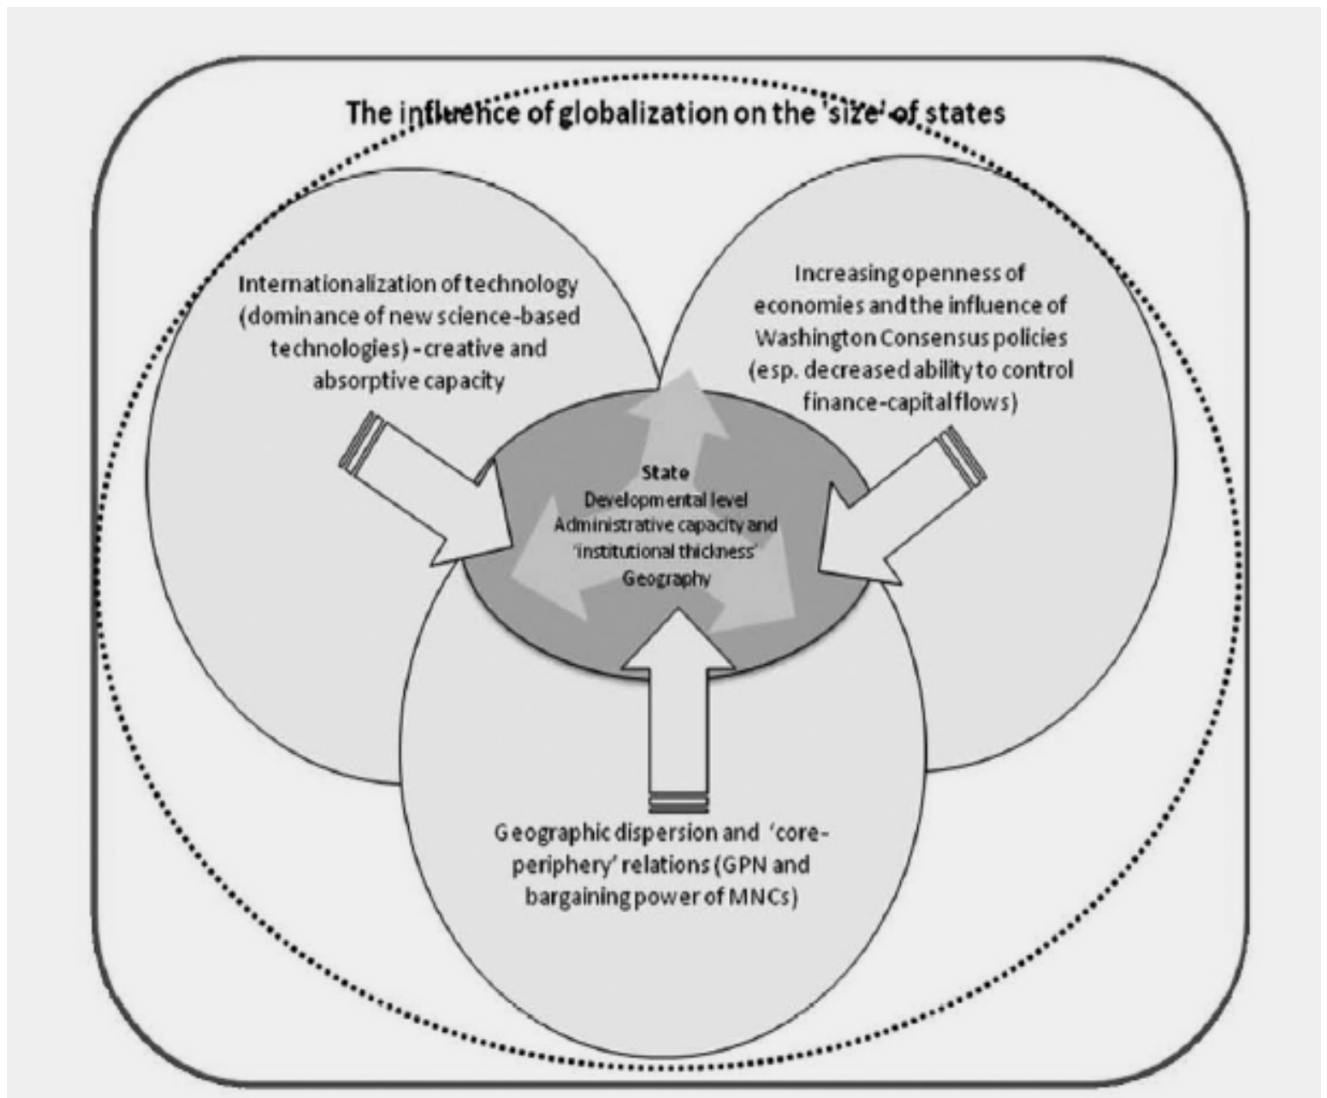 The influence of globalization on the 'size' of states
Internationalization of technology
(dominance of new science-based
technologies) -creative and
absorptive capacity
Increasing openness of
economies and the influence of
Washington Consensus policies
(esp. decreased ability to control
finance-capital flows)
State
Developmental level
Administrative capacity and
'institutional thickness'
Geography
Geographic dispersion and 'core-
periphery' relations (GPN and
bargaining power of MNCs)